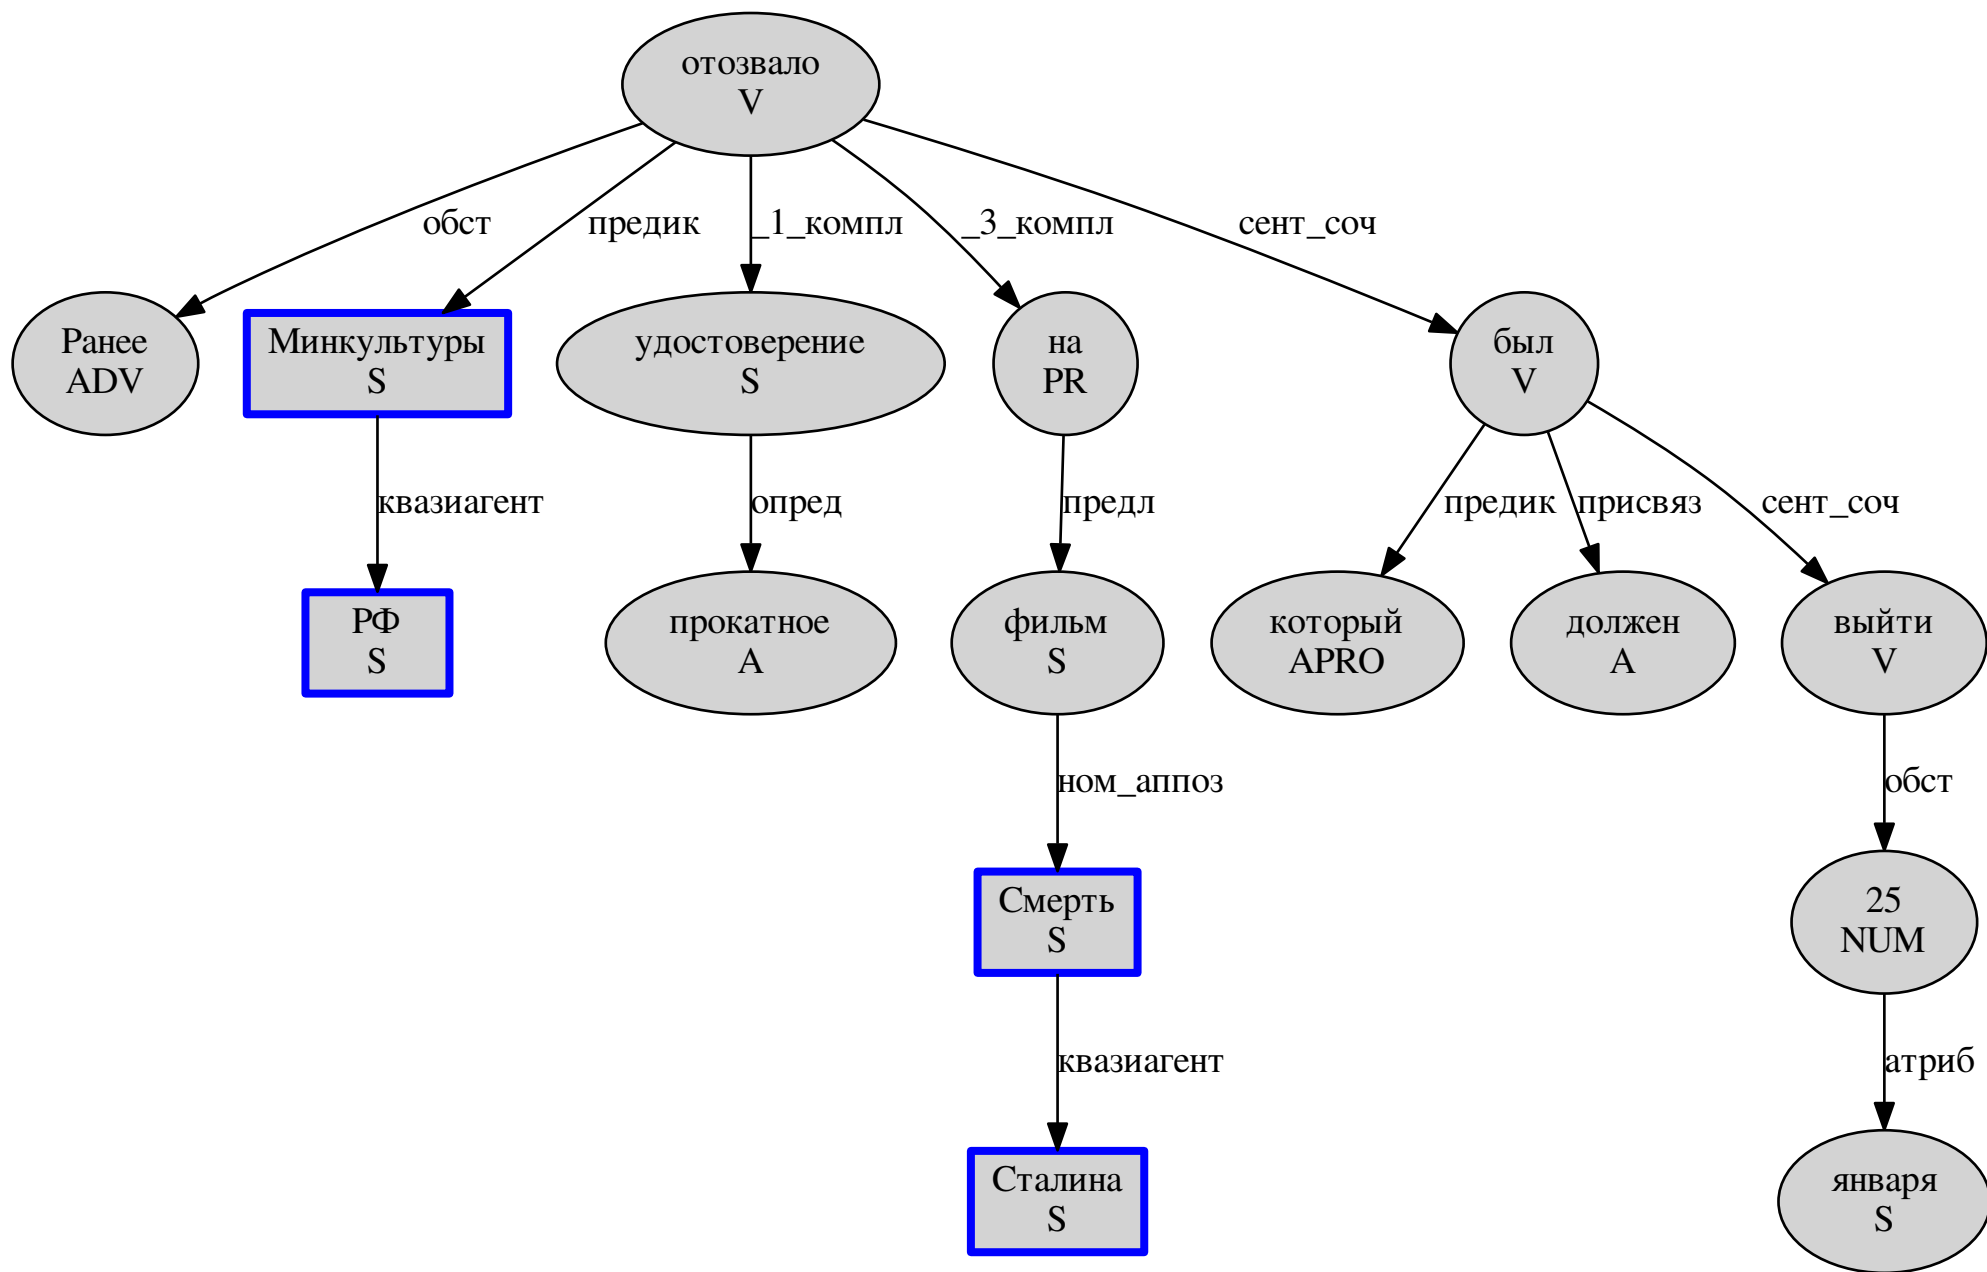 отозвало
V
обст
предик
_1_компл
_3_компл
сент_соч
Ранее
ADV
Минкультуры
S
удостоверение
S
на
PR
был
V
квазиагент
опред
предл
предик
присвяз
сент_соч
РФ
S
прокатное
A
фильм
S
который
APRO
должен
A
выйти
V
ном_аппоз
обст
Смерть
S
25
NUM
квазиагент
атриб
Сталина
S
января
S